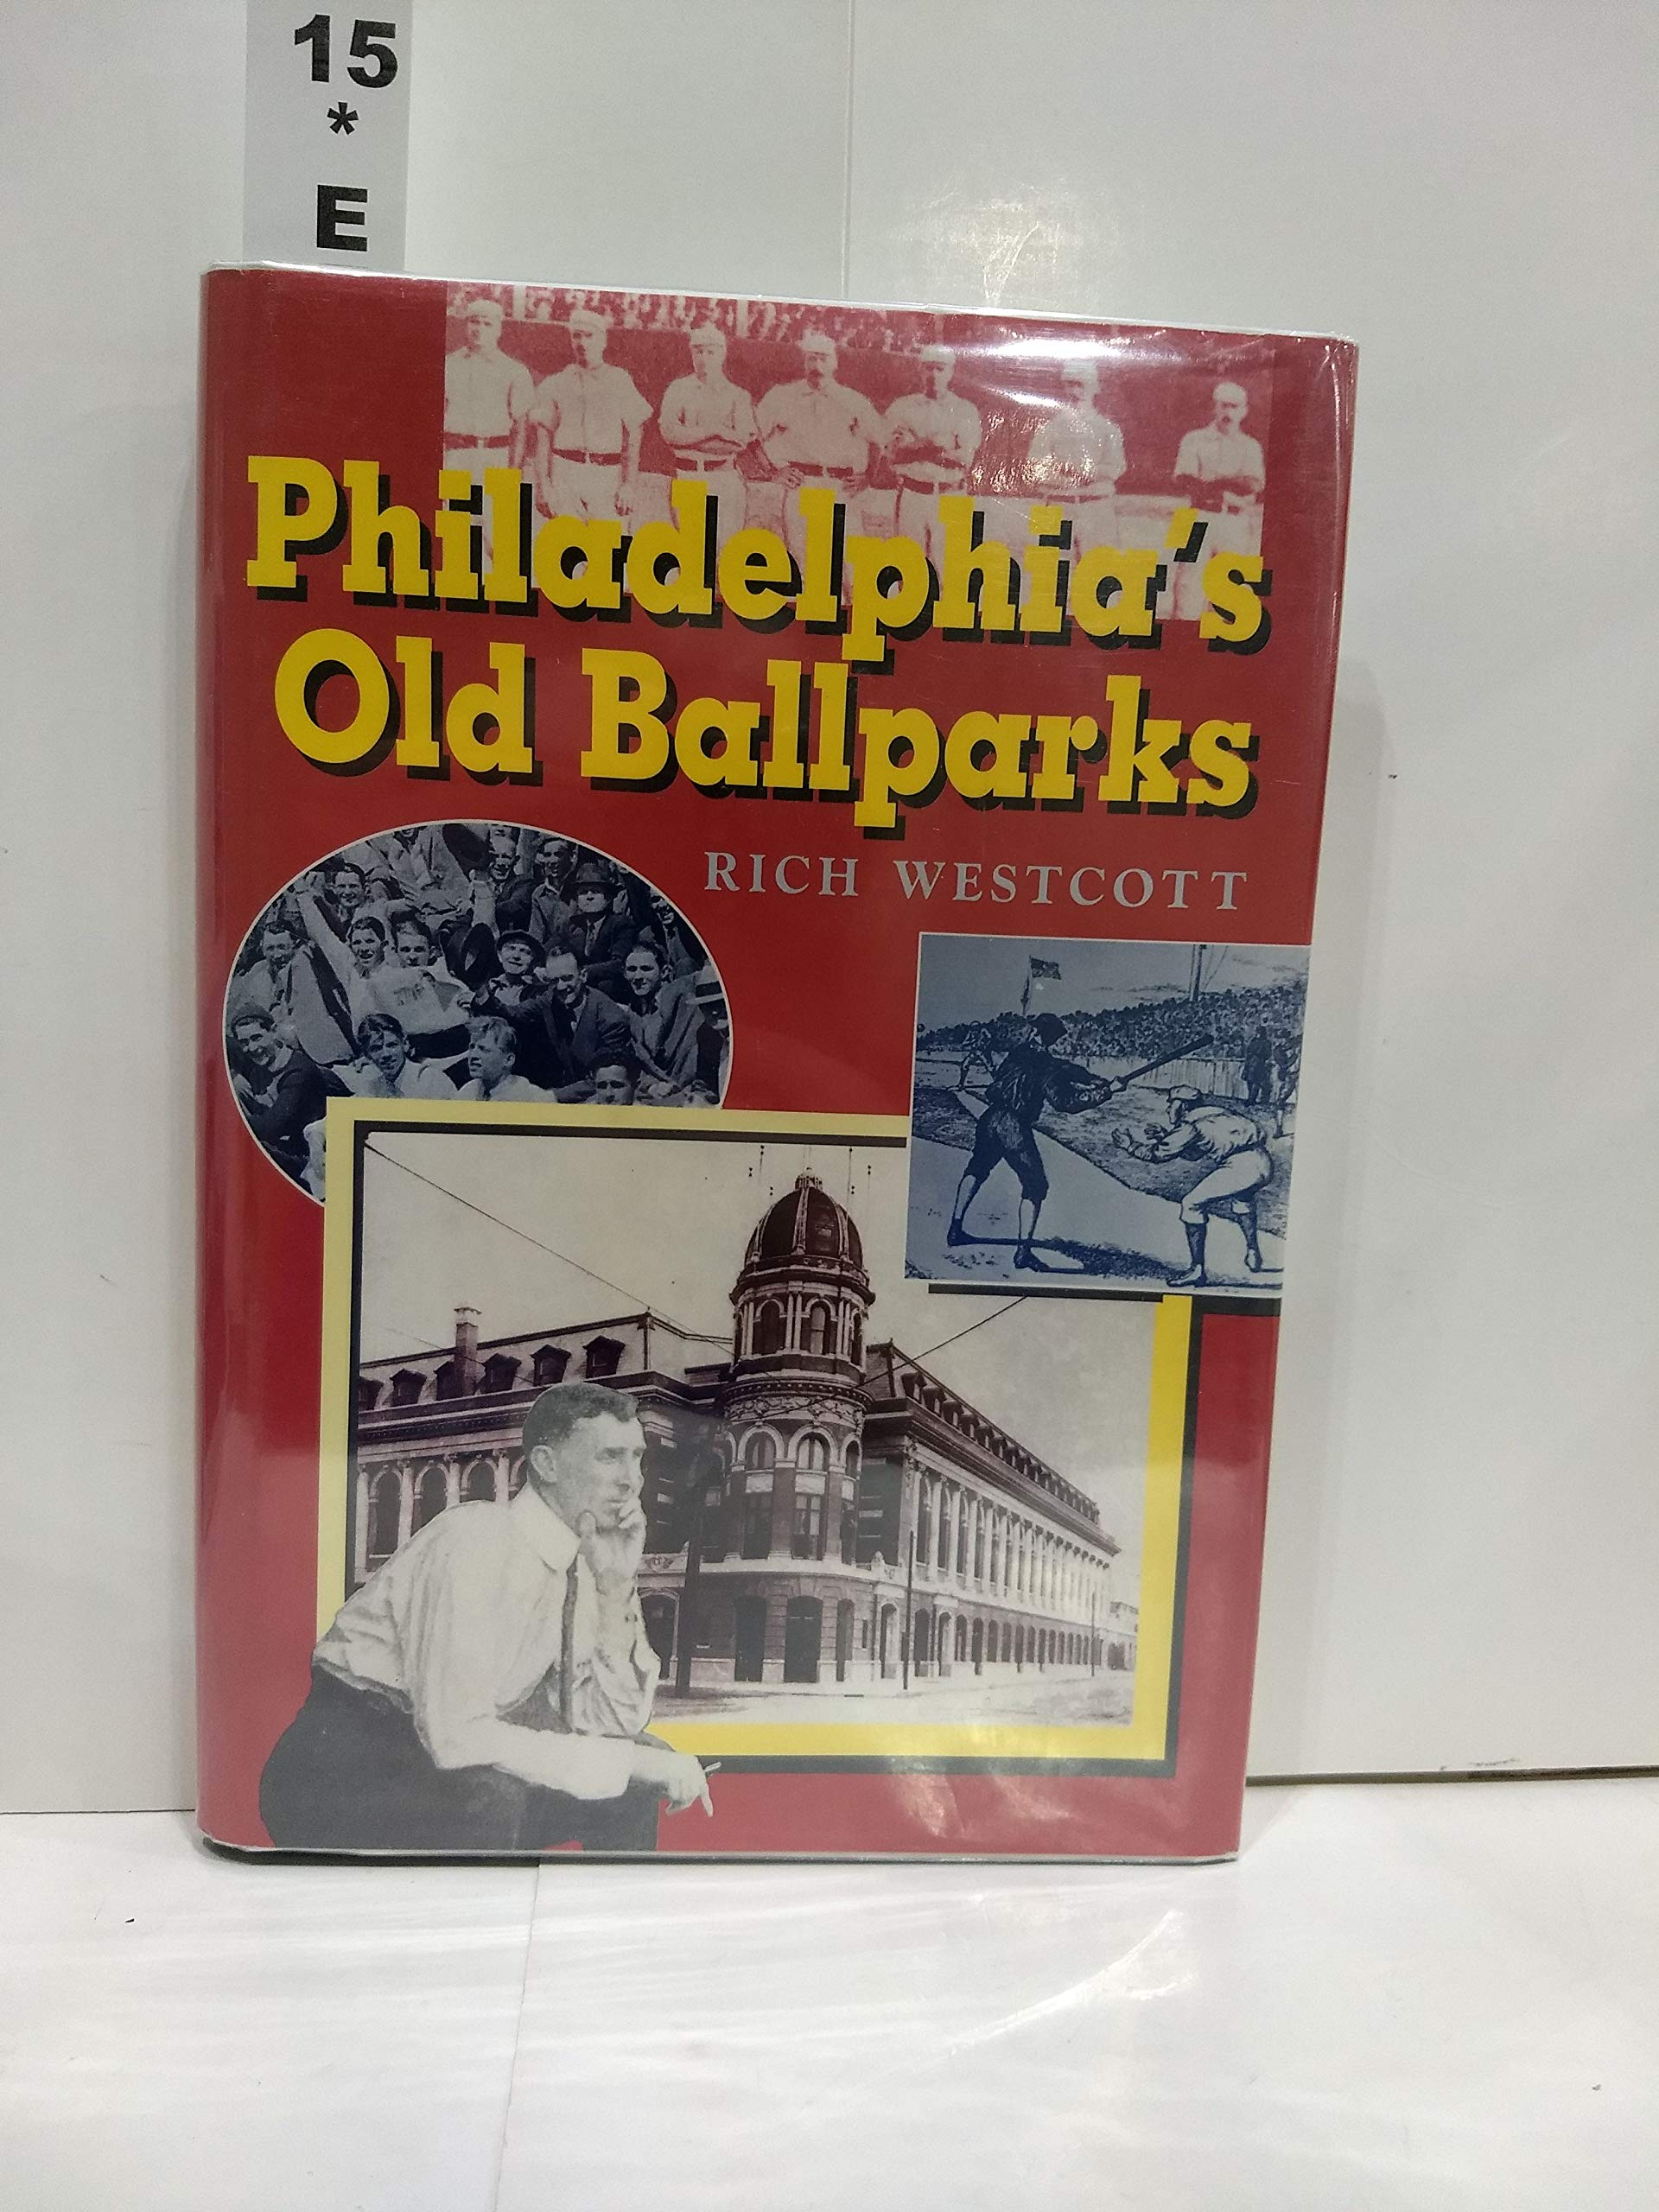 15
*
E
Philadelphia's
Old Ballparks
RICH WESTCOTT